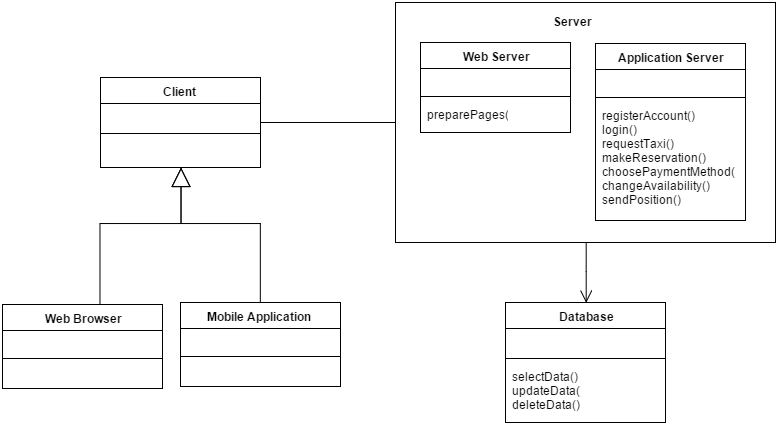 Server
Web Server
preparePages(
Application Server
registerAccount()
login()
requestTaxi()
makeReservation()
choosePaymentMethod(
changeAvailability()
sendPosition()
Client
Web Browser
Mobile Application
Database
selectData()
updateData(
deleteData()